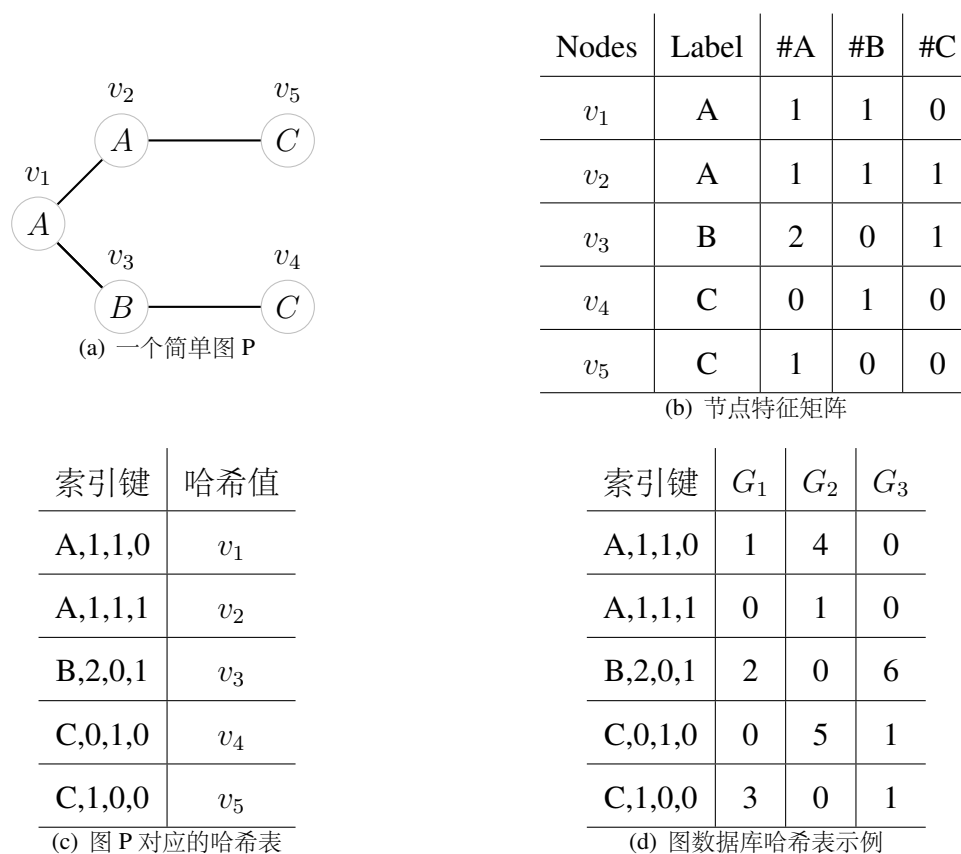 v₂ v₅
A C
v₁
A
v₃ v₄
B C
(a) 一个简单图 P
Nodes Label #A #B #C
v₁ A 1 1 0
v₂ A 1 1 1
v₃ B 2 0 1
v₄ C 0 1 0
v₅ C 1 0 0
(b) 节点特征矩阵
索引键 哈希值
A,1,1,0 v₁
A,1,1,1 v₂
B,2,0,1 v₃
C,0,1,0 v₄
C,1,0,0 v₅
(c) 图 P 对应的哈希表
索引键 G₁ G₂ G₃
A,1,1,0 1 4 0
A,1,1,1 0 1 0
B,2,0,1 2 0 6
C,0,1,0 0 5 1
C,1,0,0 3 0 1
(d) 图数据库哈希表示例